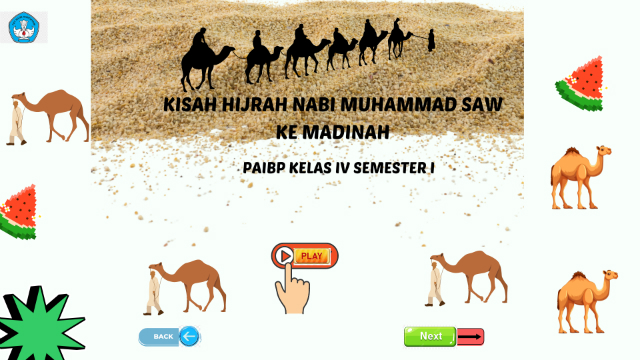 KISAH HIJRAH NABI MUHAMMAD SAW
KE MADINAH
PAIBP KELAS IV SEMESTER I
PLAY
BACK
Next